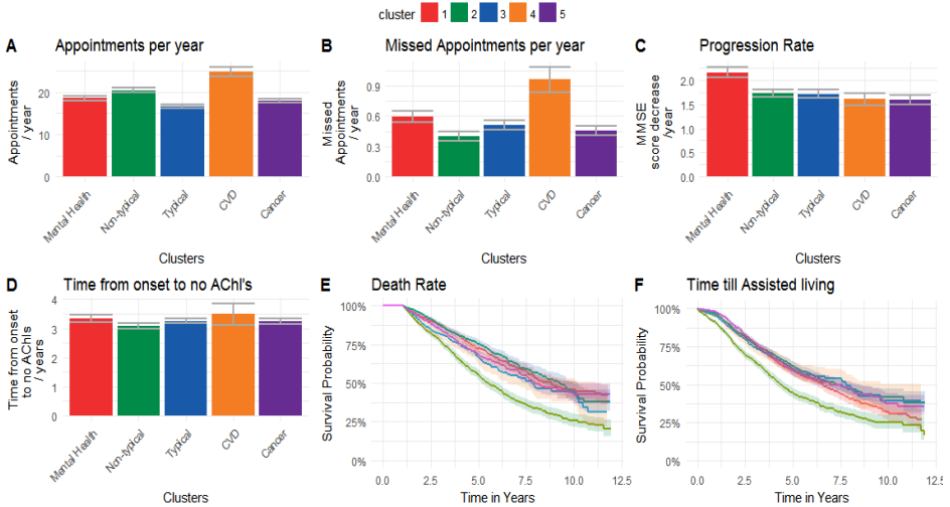 cluster 1 2 3 4 5
A Appointments per year
Appointments
/ year
20
10
0
Mental Health
Non-typical
Typical
CVD
Cancer
Clusters
B Missed Appointments per year
Missed
Appointments
/ year
0.9
0.6
0.3
0.0
Mental Health
Non-typical
Typical
CVD
Cancer
Clusters
C Progression Rate
MMSE
score decrease
/year
2.0
1.5
1.0
0.5
0.0
Mental Health
Non-typical
Typical
CVD
Cancer
Clusters
D Time from onset to no AChI's
Time from onset
to no AChIs
/ years
4
3
2
1
0
Mental Health
Non-typical
Typical
CVD
Cancer
Clusters
E Death Rate
Survival Probability
100%
75%
50%
25%
0%
0.0 2.5 5.0 7.5 10.0 12.5
Time in Years
F Time till Assisted living
Survival Probability
100%
75%
50%
25%
0%
0.0 2.5 5.0 7.5 10.0 12.5
Time in Years